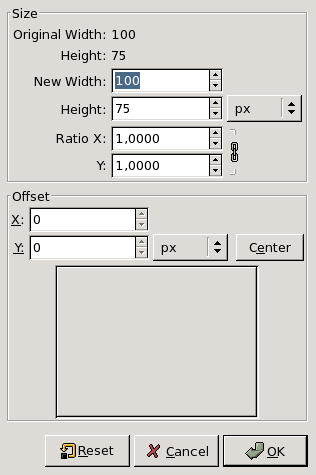 Size
Original Width: 100
Height: 75
New Width: 100
Height: 75 px
Ratio X: 1,0000
Y: 1,0000
Offset
X: 0
Y: 0 px Center
Reset Cancel OK